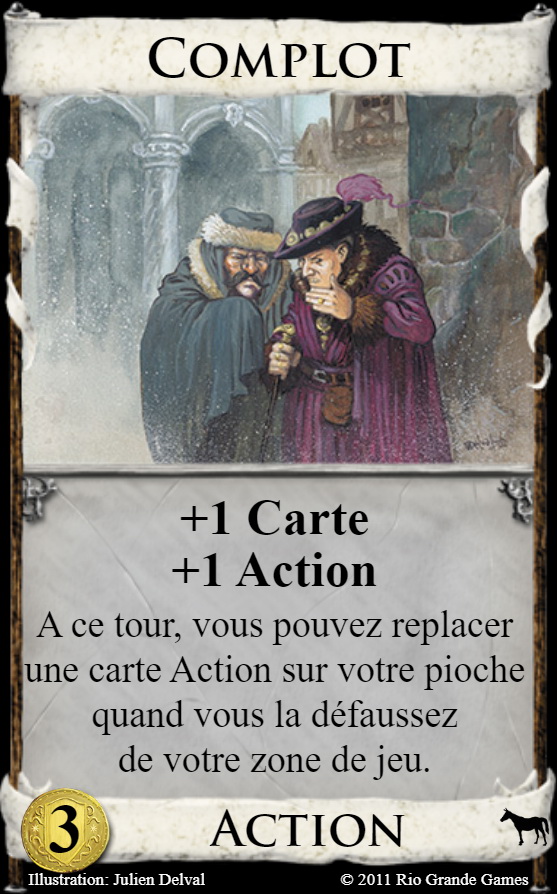 COMPLOT
+1 Carte
+1 Action
A ce tour, vous pouvez replacer
une carte Action sur votre pioche
quand vous la défaussez
de votre zone de jeu.
3
ACTION
Illustration: Julien Delval © 2011 Rio Grande Games